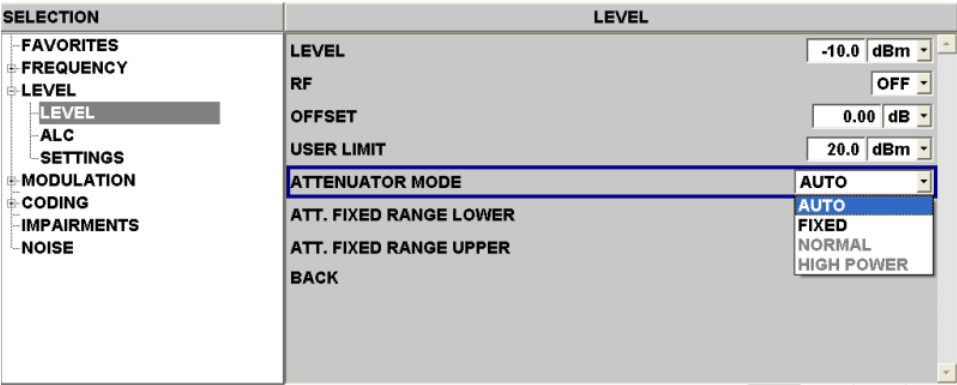 SELECTION
FAVORITES
FREQUENCY
LEVEL
LEVEL
ALC
SETTINGS
MODULATION
CODING
IMPAIRMENTS
NOISE
LEVEL
LEVEL -10.0 dBm
RF OFF
OFFSET 0.00 dB
USER LIMIT 20.0 dBm
ATTENUATOR MODE AUTO
AUTO
FIXED
NORMAL
HIGH POWER
ATT. FIXED RANGE LOWER
ATT. FIXED RANGE UPPER
BACK